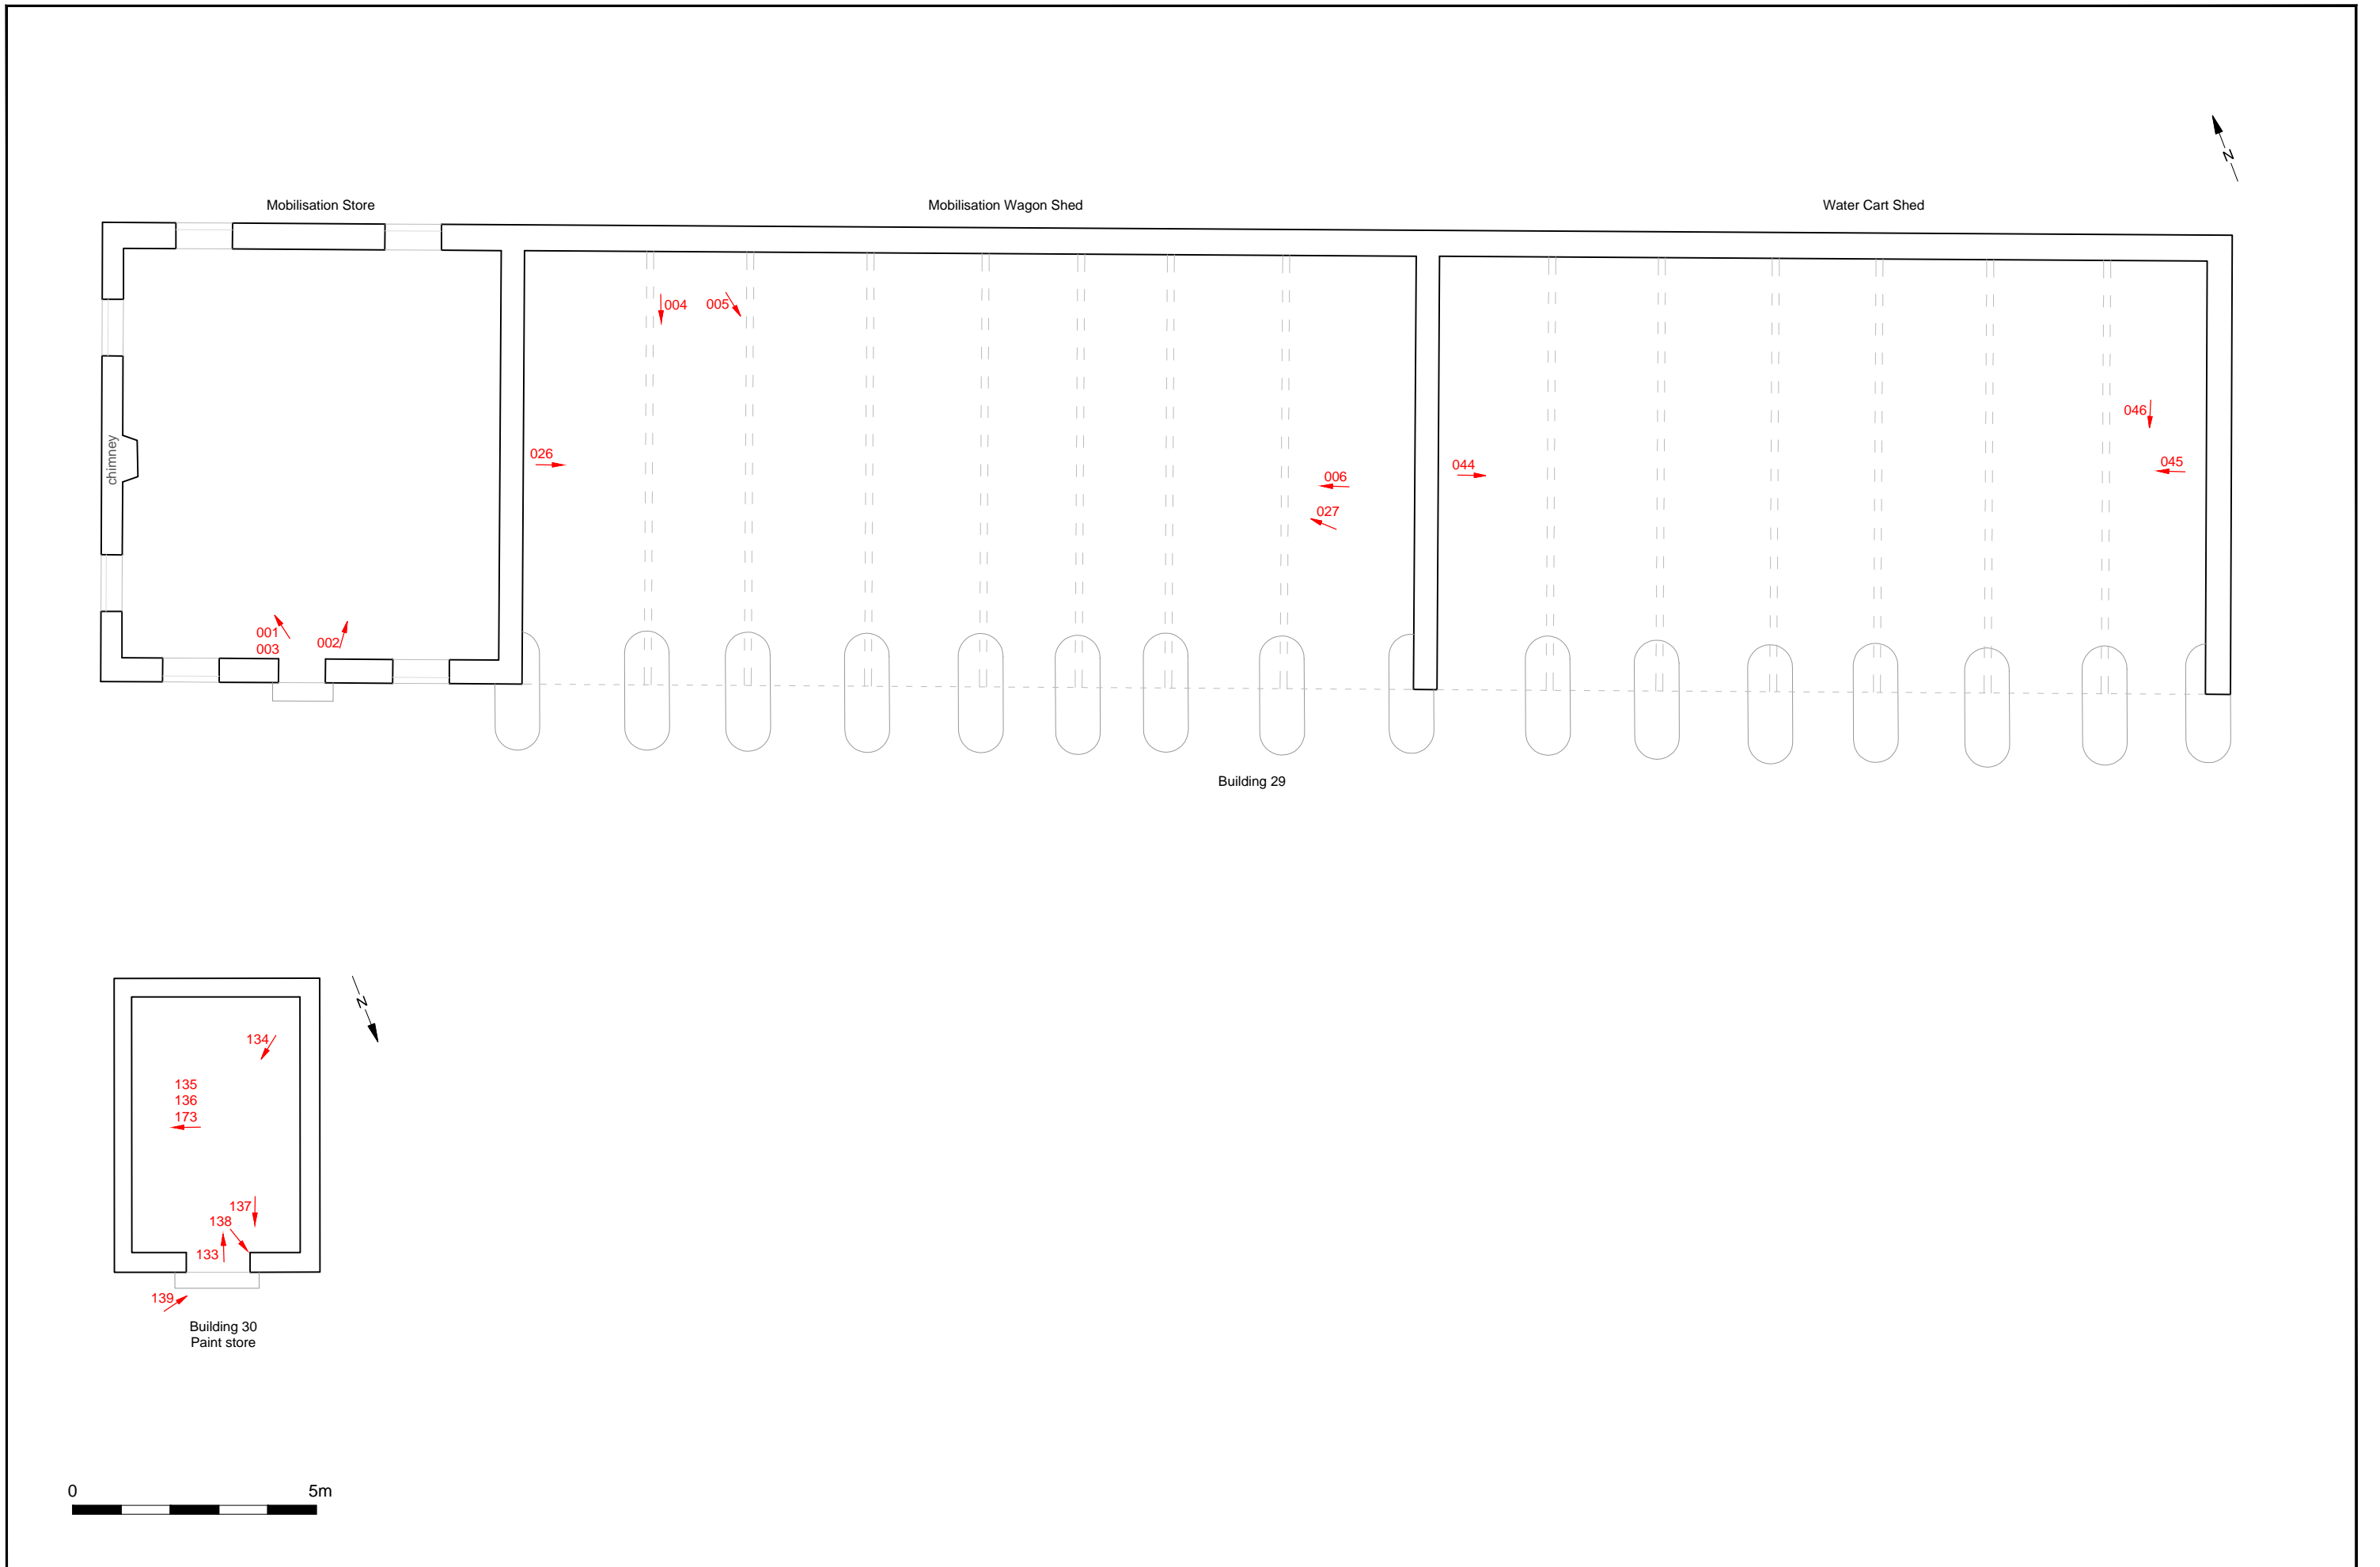 N
Mobilisation Store
Mobilisation Wagon Shed
Water Cart Shed
004
005
046
chimney
026
044
045
006
027
001
003
002
Building 29
N
134
135
136
173
137
138
133
139
Building 30
Paint store
0
5m